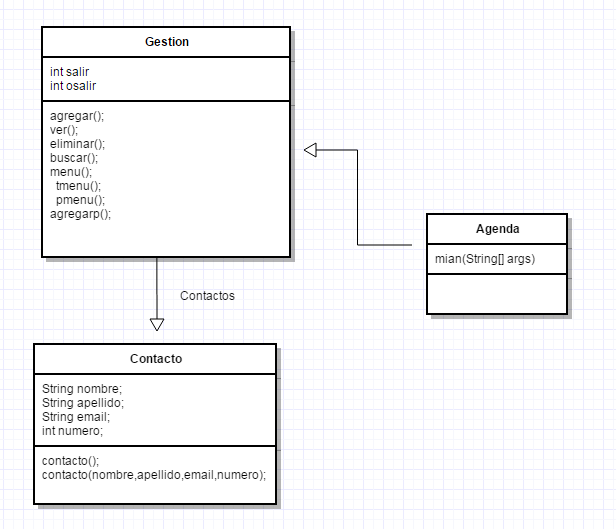 Gestion
int salir
int osalir
agregar();
ver();
eliminar();
buscar();
menu();
tmenu();
pmenu();
agregarp();
Agenda
mian(String[] args)
Contactos
Contacto
String nombre;
String apellido;
String email;
int numero;
contacto();
contacto(nombre,apellido,email,numero);